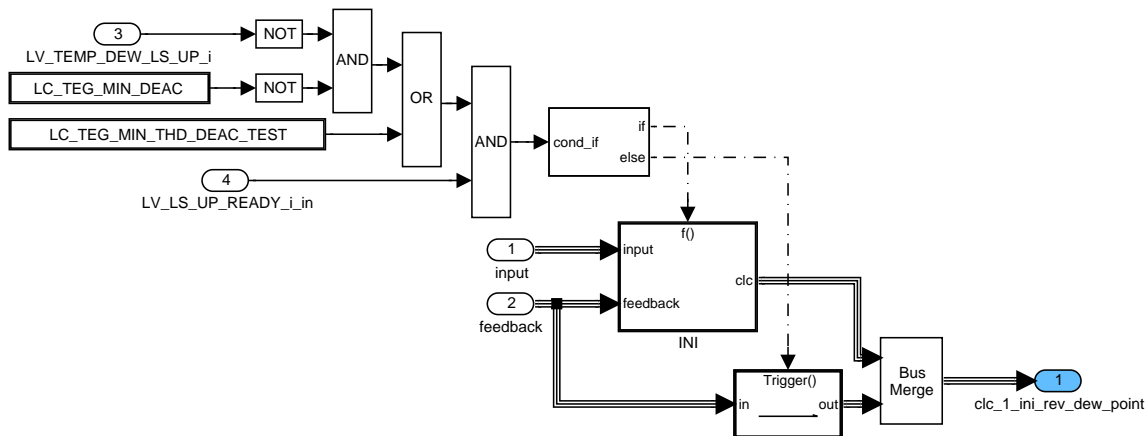 3
NOT
LV_TEMP_DEW_LS_UP_i
AND
LC_TEG_MIN_DEAC
NOT
OR
LC_TEG_MIN_THD_DEAC_TEST
AND
cond_if
if
else
4
LV_LS_UP_READY_i_in
f()
1
input
input
clc
2
feedback
feedback
INI
Trigger()
in
out
Bus
Merge
1
clc_1_ini_rev_dew_point